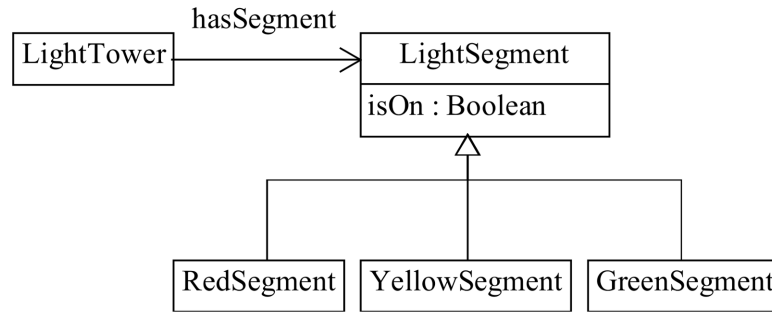 hasSegment
LightTower
LightSegment
isOn : Boolean
RedSegment
YellowSegment
GreenSegment